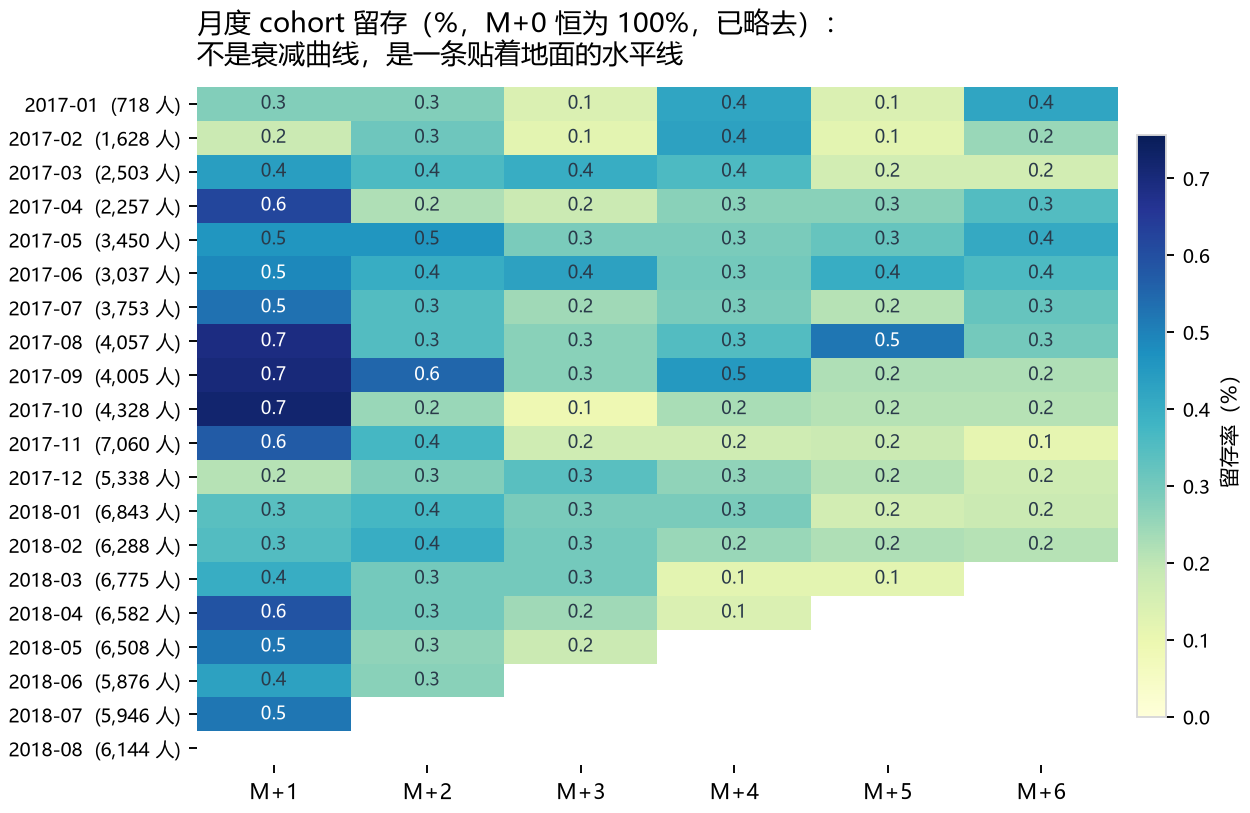 月度 cohort 留存（%，M+0 恒为 100%，已略去）：
不是衰减曲线，是一条贴着地面的水平线
2017-01 (718 人) 0.3 0.3 0.1 0.4 0.1 0.4
2017-02 (1,628 人) 0.2 0.3 0.1 0.4 0.1 0.2
2017-03 (2,503 人) 0.4 0.4 0.4 0.4 0.2 0.2
2017-04 (2,257 人) 0.6 0.2 0.2 0.3 0.3 0.3
2017-05 (3,450 人) 0.5 0.5 0.3 0.3 0.3 0.4
2017-06 (3,037 人) 0.5 0.4 0.4 0.3 0.4 0.4
2017-07 (3,753 人) 0.5 0.3 0.2 0.3 0.2 0.3
2017-08 (4,057 人) 0.7 0.3 0.3 0.3 0.5 0.3
2017-09 (4,005 人) 0.7 0.6 0.3 0.5 0.2 0.2
2017-10 (4,328 人) 0.7 0.2 0.1 0.2 0.2 0.2
2017-11 (7,060 人) 0.6 0.4 0.2 0.2 0.2 0.1
2017-12 (5,338 人) 0.2 0.3 0.3 0.3 0.2 0.2
2018-01 (6,843 人) 0.3 0.4 0.3 0.3 0.2 0.2
2018-02 (6,288 人) 0.3 0.4 0.3 0.2 0.2 0.2
2018-03 (6,775 人) 0.4 0.3 0.3 0.1 0.1
2018-04 (6,582 人) 0.6 0.3 0.2 0.1
2018-05 (6,508 人) 0.5 0.3 0.2
2018-06 (5,876 人) 0.4 0.3
2018-07 (5,946 人) 0.5
2018-08 (6,144 人)
M+1 M+2 M+3 M+4 M+5 M+6
0.7
0.6
0.5
0.4
0.3
0.2
0.1
0.0
留存率（%）